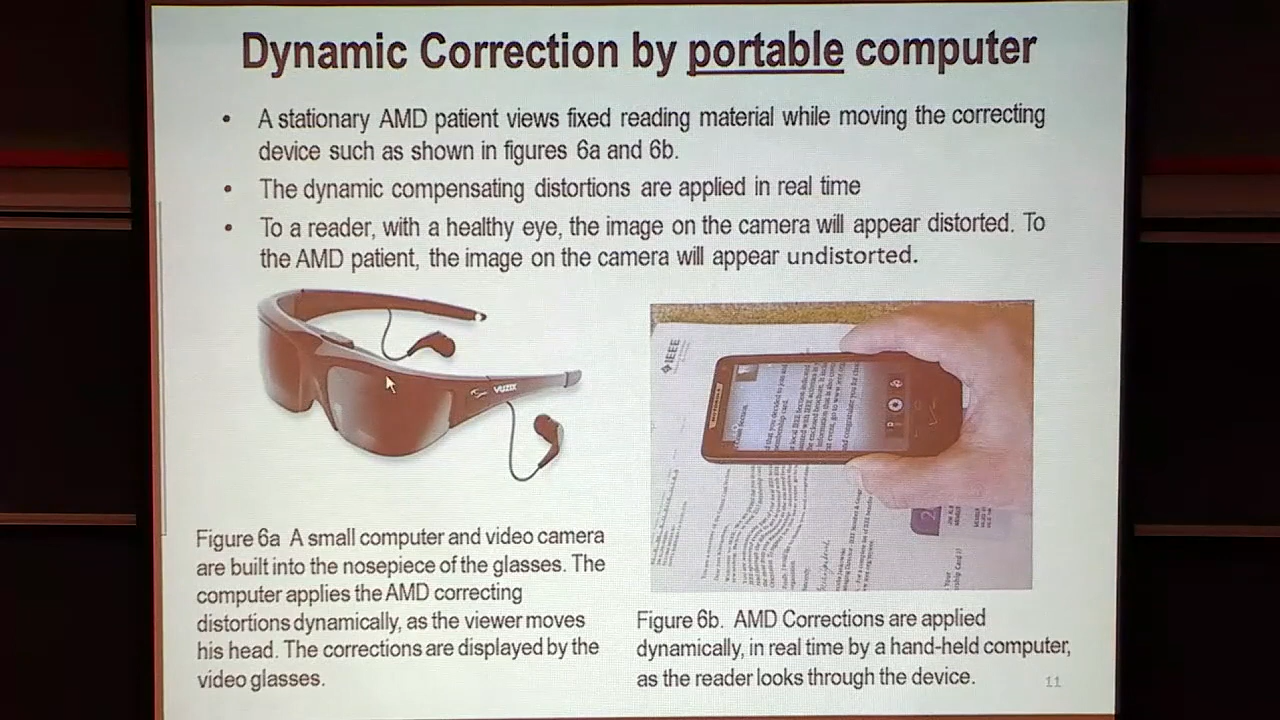 Dynamic Correction by portable computer
• A stationary AMD patient views fixed reading material while moving the correcting
device such as shown in figures 6a and 6b.
• The dynamic compensating distortions are applied in real time
• To a reader, with a healthy eye, the image on the camera will appear distorted. To
the AMD patient, the image on the camera will appear undistorted.
VUZIX
IEEE
Figure 6a A small computer and video camera
are built into the nosepiece of the glasses. The
computer applies the AMD correcting
distortions dynamically, as the viewer moves
his head. The corrections are displayed by the
video glasses.
Figure 6b. AMD Corrections are applied
dynamically, in real time by a hand-held computer,
as the reader looks through the device.
11